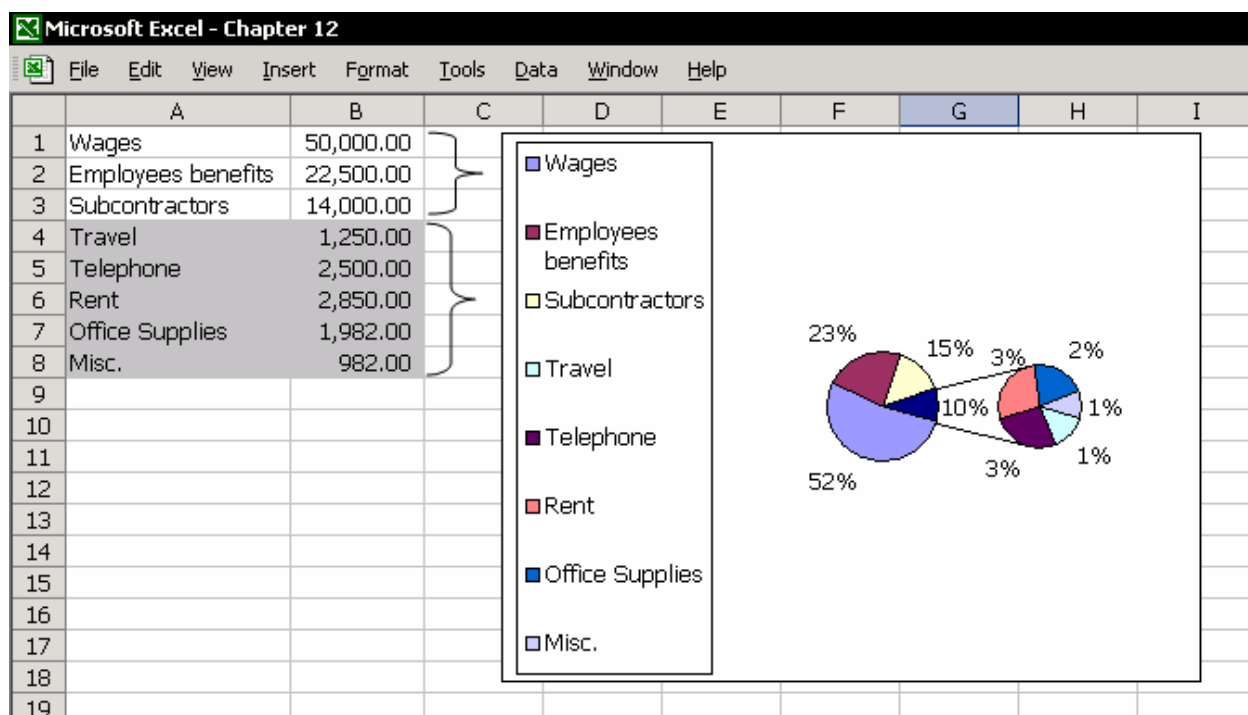 Microsoft Excel - Chapter 12
File Edit View Insert Format Tools Data Window Help
A B C D E F G H I
1 Wages 50,000.00
2 Employees benefits 22,500.00
3 Subcontractors 14,000.00
4 Travel 1,250.00
5 Telephone 2,500.00
6 Rent 2,850.00
7 Office Supplies 1,982.00
8 Misc. 982.00
9
10
11
12
13
14
15
16
17
18
19
Wages
Employees
benefits
Subcontractors
Travel
Telephone
Rent
Office Supplies
Misc.
23%
15%
3%
2%
10%
1%
1%
3%
52%